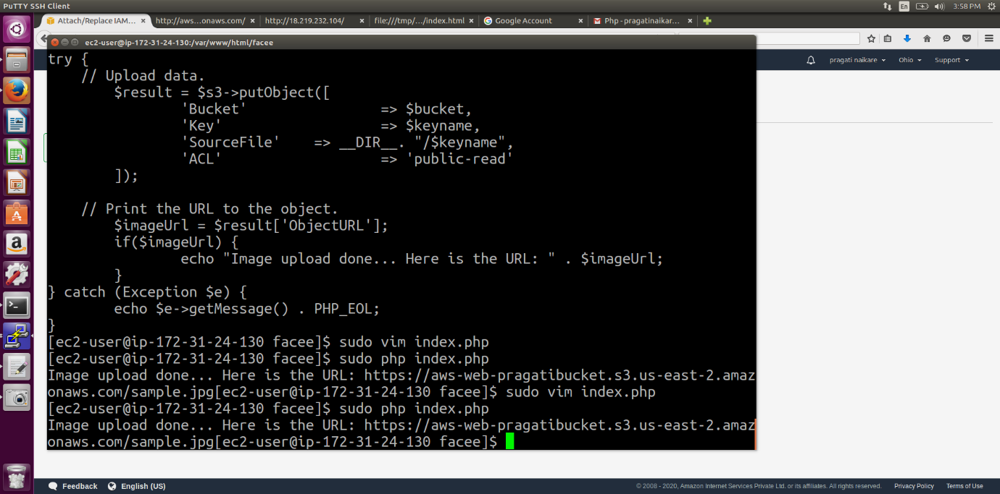 PuTTY SSH Client
En
3:58 PM
Attach/Replace IAM...
http://aws...onaws.com/
http://18.219.232.104/
file:///tmp/.../index.html
Google Account
Php - pragatinaikar...
ec2-user@ip-172-31-24-130:/var/www/html/facee
pragati naikare
Ohio
Support
try {
// Upload data.
$result = $s3->putObject([
'Bucket' => $bucket,
'Key' => $keyname,
'SourceFile' => __DIR__. "/$keyname",
'ACL' => 'public-read'
]);
// Print the URL to the object.
$imageUrl = $result['ObjectURL'];
if($imageUrl) {
echo "Image upload done... Here is the URL: " . $imageUrl;
}
} catch (Exception $e) {
echo $e->getMessage() . PHP_EOL;
}
[ec2-user@ip-172-31-24-130 facee]$ sudo vim index.php
[ec2-user@ip-172-31-24-130 facee]$ sudo php index.php
Image upload done... Here is the URL: https://aws-web-pragatibucket.s3.us-east-2.amaz
onaws.com/sample.jpg[ec2-user@ip-172-31-24-130 facee]$ sudo vim index.php
[ec2-user@ip-172-31-24-130 facee]$ sudo php index.php
Image upload done... Here is the URL: https://aws-web-pragatibucket.s3.us-east-2.amaz
onaws.com/sample.jpg[ec2-user@ip-172-31-24-130 facee]$
Feedback
English (US)
© 2008 - 2020, Amazon Internet Services Private Ltd. or its affiliates. All rights reserved.
Privacy Policy
Terms of Use